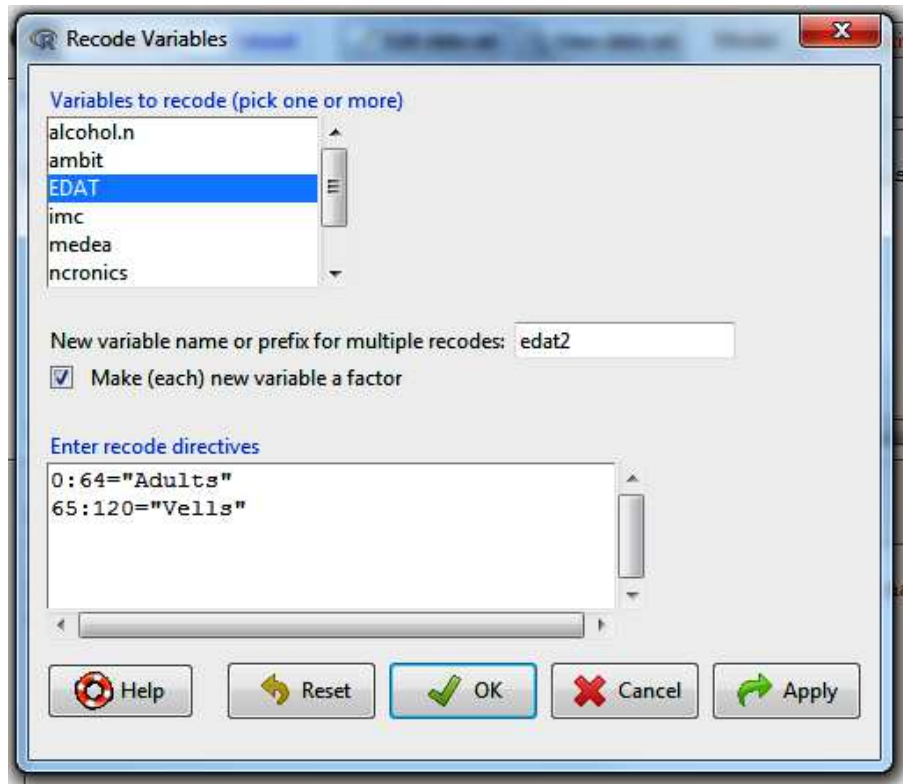 Recode Variables
Variables to recode (pick one or more)
alcohol.n
ambit
EDAT
imc
medea
ncronics
New variable name or prefix for multiple recodes: edat2
Make (each) new variable a factor
Enter recode directives
0:64="Adults"
65:120="Vells"
Help Reset OK Cancel Apply